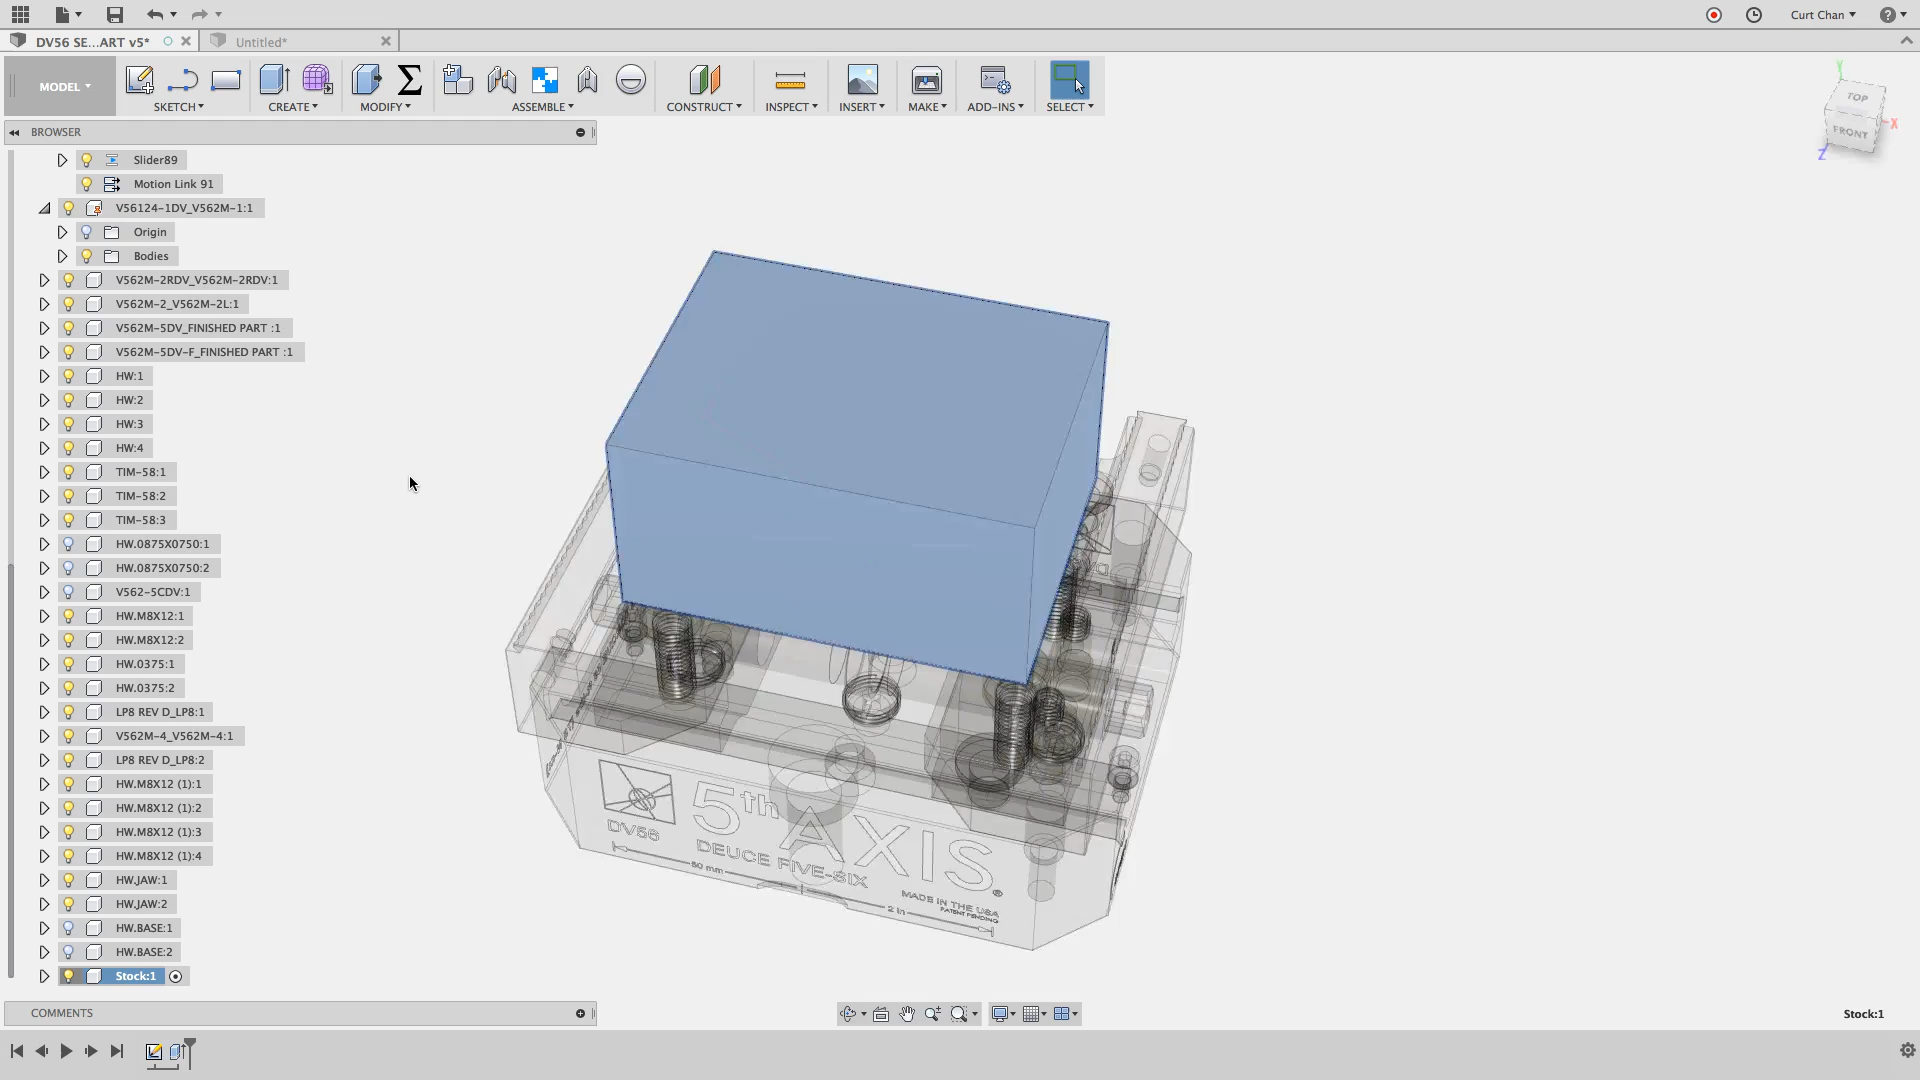 Curt Chan
DV56 SE...ART v5*
Untitled*
MODEL
SKETCH
CREATE
MODIFY
ASSEMBLE
CONSTRUCT
INSPECT
INSERT
MAKE
ADD-INS
SELECT
TOP
FRONT
Y
X
Z
BROWSER
Slider89
Motion Link 91
V56124-1DV_V562M-1:1
Origin
Bodies
V562M-2RDV_V562M-2RDV:1
V562M-2_V562M-2L:1
V562M-5DV_FINISHED PART :1
V562M-5DV-F_FINISHED PART :1
HW:1
HW:2
HW:3
HW:4
TIM-58:1
TIM-58:2
TIM-58:3
HW.0875X0750:1
HW.0875X0750:2
V562-5CDV:1
HW.M8X12:1
HW.M8X12:2
HW.0375:1
HW.0375:2
LP8 REV D_LP8:1
V562M-4_V562M-4:1
LP8 REV D_LP8:2
HW.M8X12 (1):1
HW.M8X12 (1):2
HW.M8X12 (1):3
HW.M8X12 (1):4
HW.JAW:1
HW.JAW:2
HW.BASE:1
HW.BASE:2
Stock:1
DV56
5th AXIS®
DEUCE FIVE-SIX
50 mm
MADE IN THE USA
PATENT PENDING
2 in
COMMENTS
Stock:1